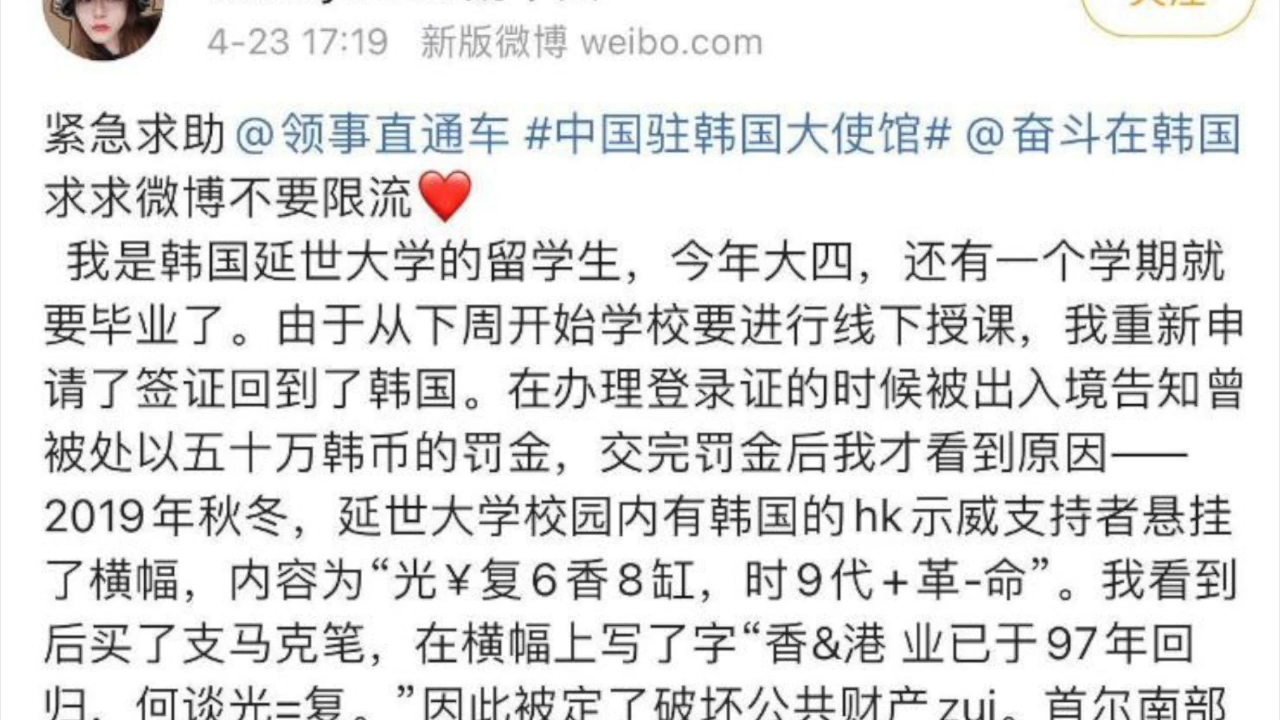 4-23 17:19 新版微博 weibo.com
紧急求助@领事直通车 #中国驻韩国大使馆# @奋斗在韩国
求求微博不要限流❤️
我是韩国延世大学的留学生，今年大四，还有一个学期就
要毕业了。由于从下周开始学校要进行线下授课，我重新申
请了签证回到了韩国。在办理登录证的时候被出入境告知曾
被处以五十万韩币的罚金，交完罚金后我才看到原因——
2019年秋冬，延世大学校园内有韩国的hk示威支持者悬挂
了横幅，内容为“光￥复6香8缸，时9代+革-命”。我看到
后买了支马克笔，在横幅上写了字“香&港 业已于97年回
归，何谈光=复。”因此被定了破坏公共财产zui。首尔南部